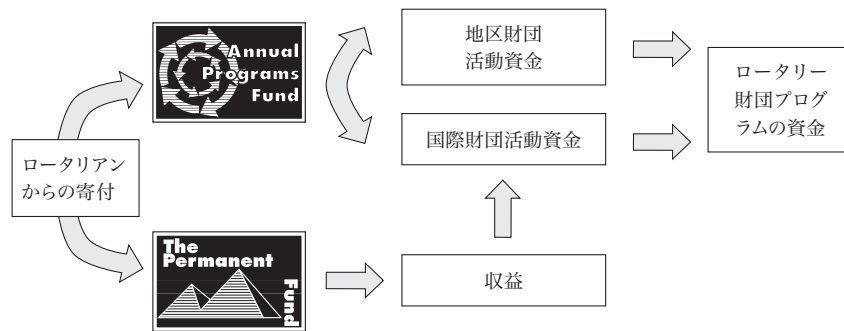 ロータリアン
からの寄付
Annual
Programs
Fund
The
Permanent
Fund
地区財団
活動資金
国際財団活動資金
収益
ロータリー
財団プログ
ラムの資金